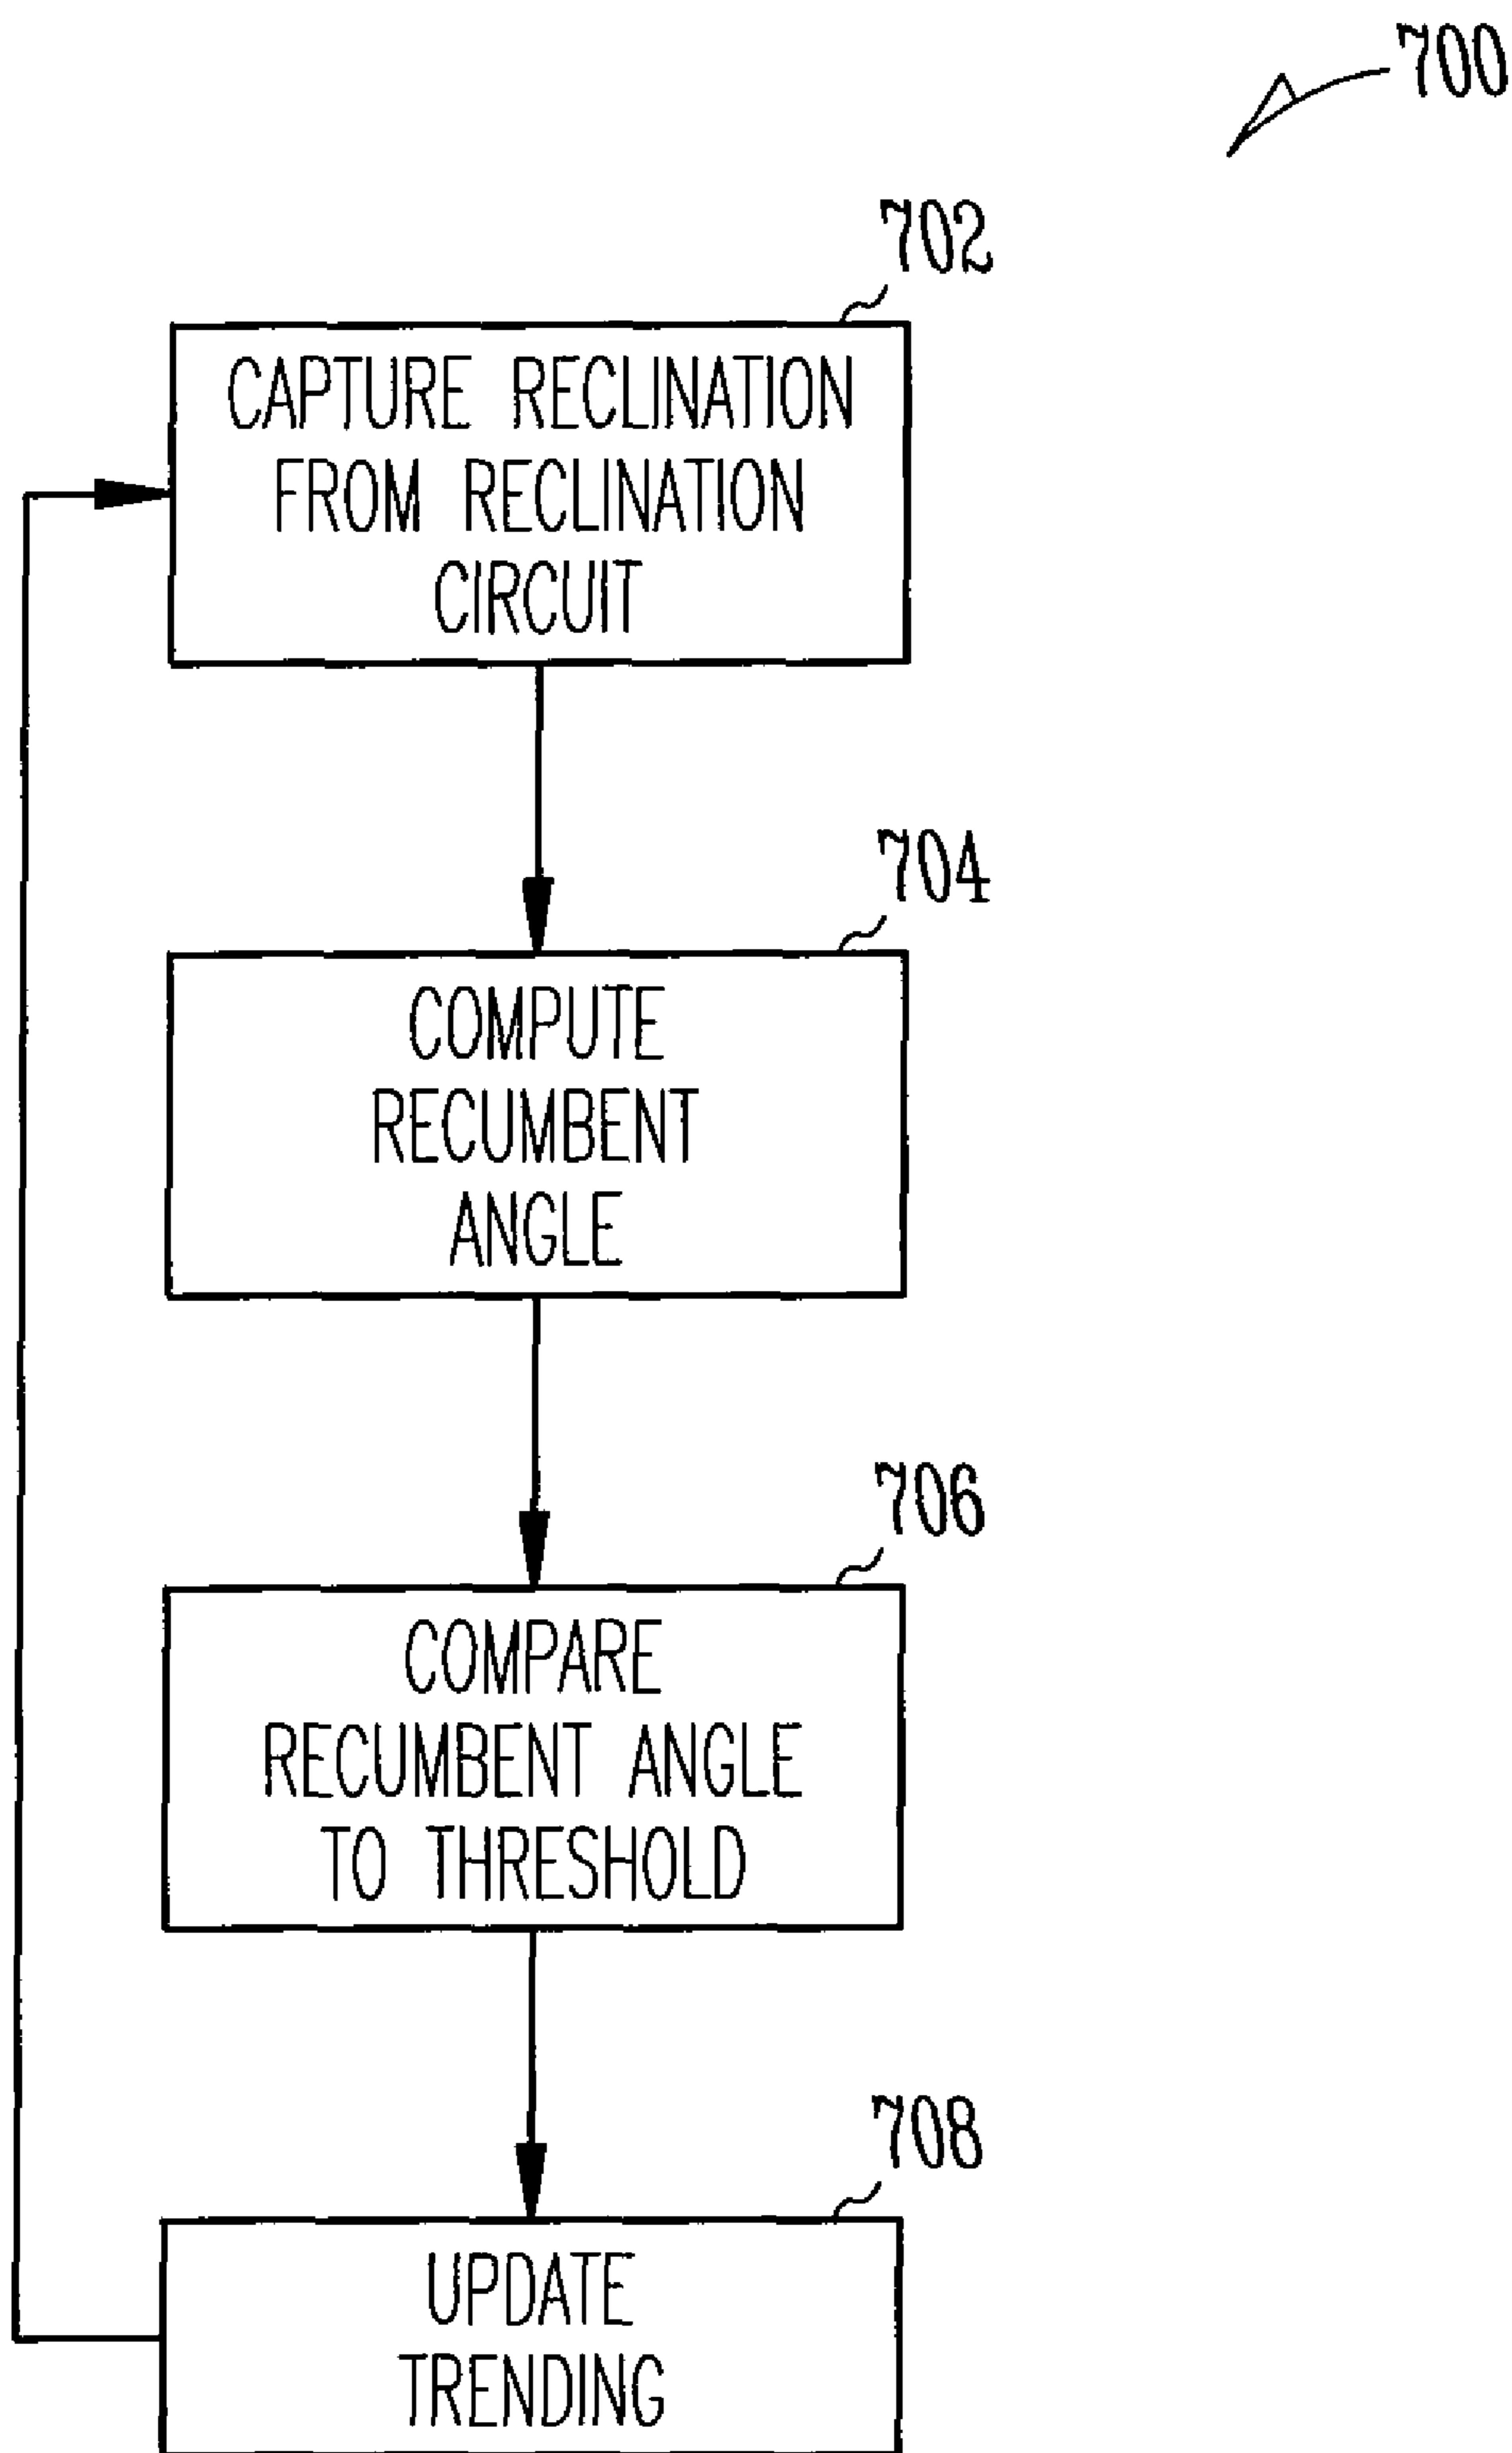 700
702
CAPTURE RECLINATION
FROM RECLINATION
CIRCUIT
704
COMPUTE
RECUMBENT
ANGLE
706
COMPARE
RECUMBENT ANGLE
TO THRESHOLD
708
UPDATE
TRENDING